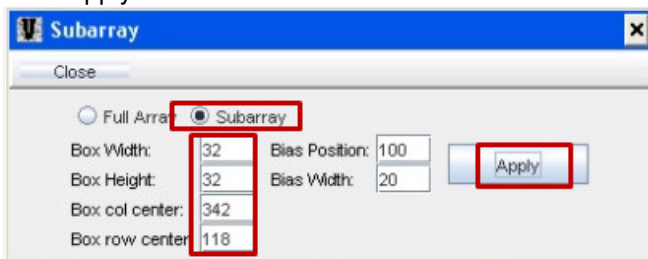 Subarray
Close
Full Array Subarray
Box Width: 32 Bias Position: 100
Apply
Box Height: 32 Bias Width: 20
Box col center: 342
Box row center 118